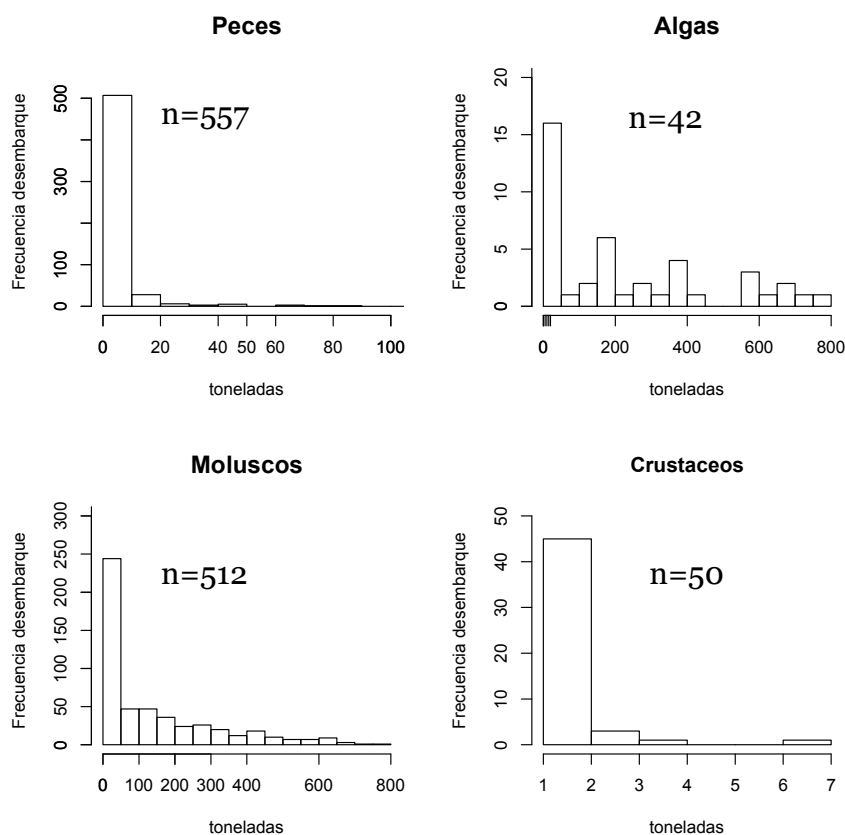 Peces
Frecuencia desembarque
500
300
100
0
n=557
0 20 40 50 60 80 100
toneladas
Algas
Frecuencia desembarque
20
15
10
5
0
n=42
0 200 400 600 800
toneladas
Moluscos
Frecuencia desembarque
300
250
200
150
100
50
0
n=512
0 100 200 300 400 600 800
toneladas
Crustaceos
Frecuencia desembarque
50
40
30
20
10
0
n=50
1 2 3 4 5 6 7
toneladas